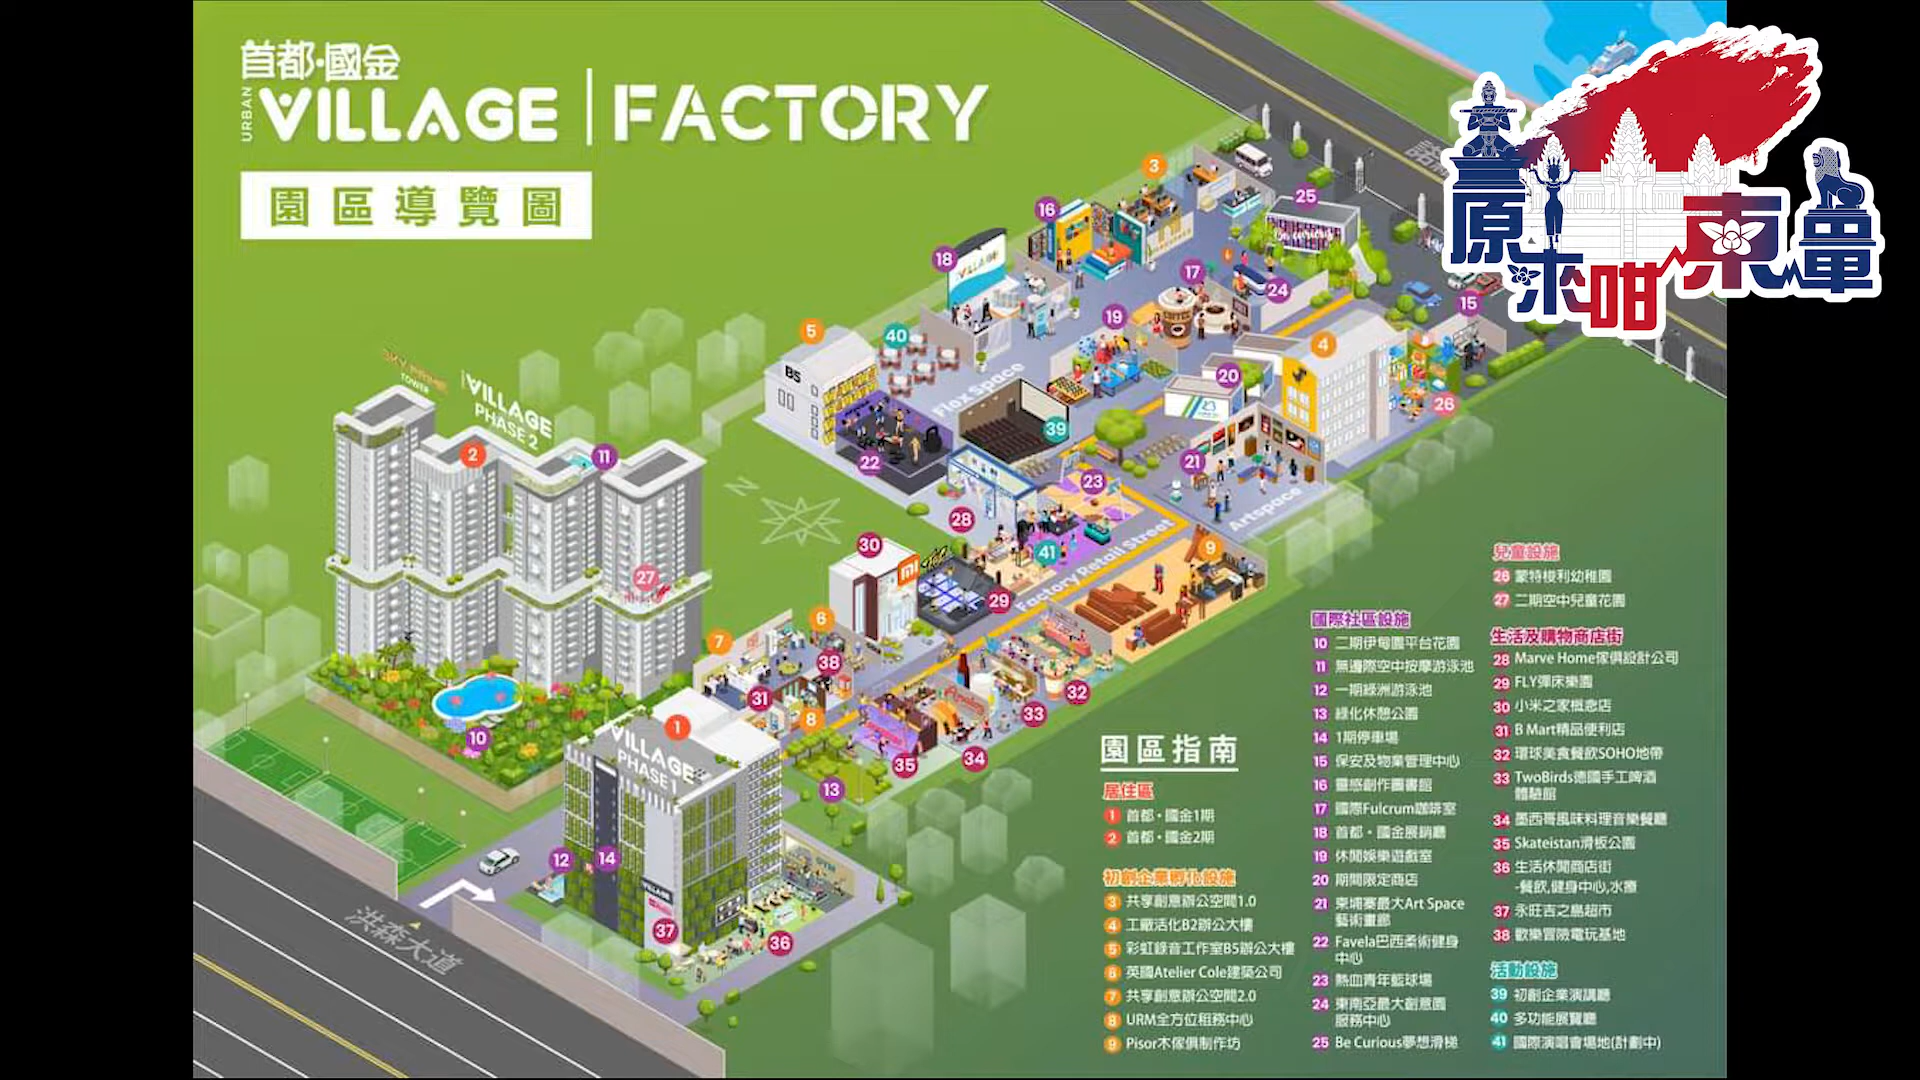 首都·國金
URBAN
VILLAGE
FACTORY
園區導覽圖
原來咁柬單
SKY PRIME
TOWER
VILLAGE
PHASE 2
B5
VILLAGE
COFFEE
be curious
Flex Space
Artspace
Factory Retail Street
VILLAGE
PHASE 1
VILLAGE
GYM
洪森大道
N
園區指南
居住區
1 首都·國金1期
2 首都·國金2期
初創企業孵化設施
3 共享創意辦公空間1.0
4 工廠活化B2辦公大樓
5 彩虹錄音工作室B5辦公大樓
6 英國Atelier Cole建築公司
7 共享創意辦公空間2.0
8 URM全方位租務中心
9 Pisor木傢俱制作坊
國際社區設施
10 二期伊甸園平台花園
11 無邊際空中按摩游泳池
12 一期綠洲游泳池
13 綠化休憩公園
14 1期停車場
15 保安及物業管理中心
16 靈感創作圖書館
17 國際Fulcrum咖啡室
18 首都·國金展銷廳
19 休閒娛樂遊戲室
20 期間限定商店
21 柬埔寨最大Art Space
藝術畫廊
22 Favela巴西柔術健身
中心
23 熱血青年籃球場
24 東南亞最大創意園
服務中心
25 Be Curious夢想滑梯
兒童設施
26 蒙特梭利幼稚園
27 二期空中兒童花園
生活及購物商店街
28 Marve Home傢俱設計公司
29 FLY彈床樂園
30 小米之家概念店
31 B Mart精品便利店
32 環球美食餐飲SOHO地帶
33 TwoBirds德國手工啤酒
體驗館
34 墨西哥風味料理音樂餐廳
35 Skateistan滑板公園
36 生活休閒商店街
-餐飲,健身中心,水療
37 永旺吉之島超市
38 歡樂冒險電玩基地
活動設施
39 初創企業演講廳
40 多功能展覽廳
41 國際演唱會場地(計劃中)